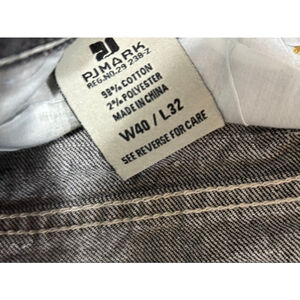 PJMARK
REG.NO.29 238-Z
98% COTTON
2% POLYESTER
MADE IN CHINA
W40 / L32
SEE REVERSE FOR CARE